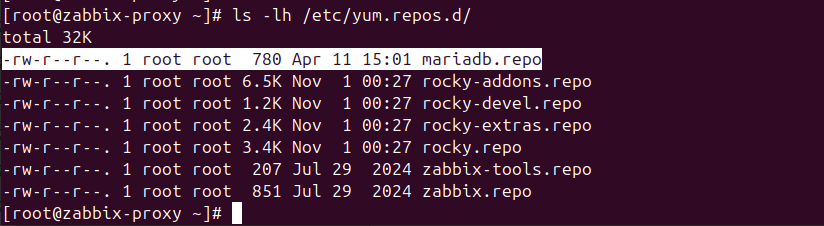 [root@zabbix-proxy ~]# ls -lh /etc/yum.repos.d/
total 32K
-rw-r--r--. 1 root root  780 Apr 11 15:01 mariadb.repo
-rw-r--r--. 1 root root 6.5K Nov  1 00:27 rocky-addons.repo
-rw-r--r--. 1 root root 1.2K Nov  1 00:27 rocky-devel.repo
-rw-r--r--. 1 root root 2.4K Nov  1 00:27 rocky-extras.repo
-rw-r--r--. 1 root root 3.4K Nov  1 00:27 rocky.repo
-rw-r--r--. 1 root root  207 Jul 29  2024 zabbix-tools.repo
-rw-r--r--. 1 root root  851 Jul 29  2024 zabbix.repo
[root@zabbix-proxy ~]#